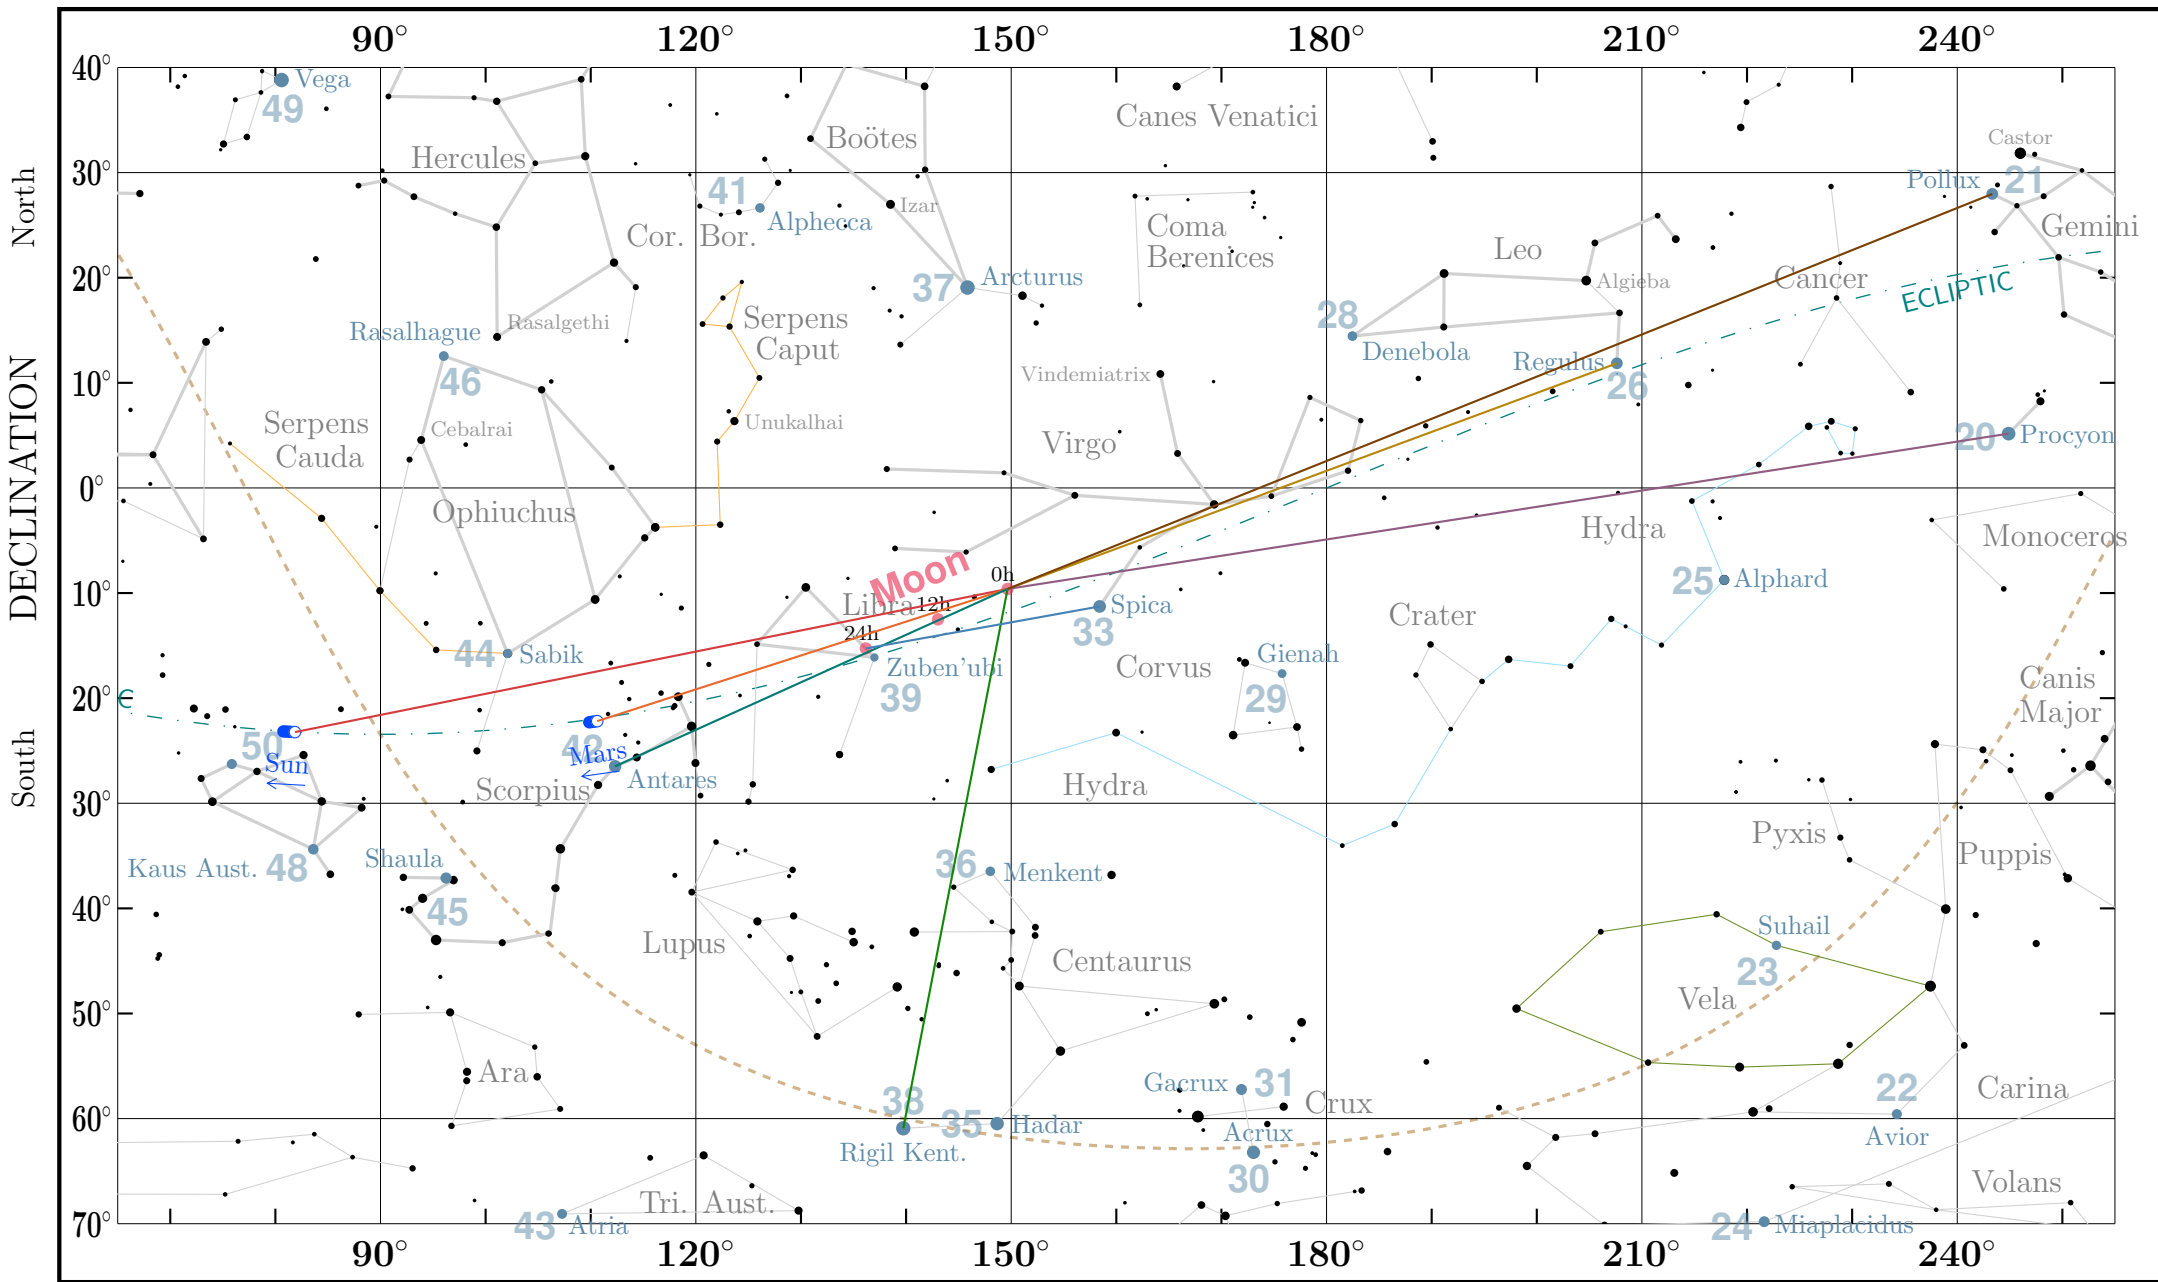 90° 120° 150° 180° 210° 240°
40°
30°
20°
10°
0°
10°
20°
30°
40°
50°
60°
70°
North
DECLINATION
South
Vega
49
Hercules
Boötes
Canes Venatici
Castor
Pollux
21
Gemini
41
Alphecca
Izar
Cor. Bor.
Coma
Berenices
Leo
Algieba
Cancer
ECLIPTIC
37
Arcturus
Rasalhague
46
Rasalgethi
Serpens
Caput
28
Denebola
Regulus
26
Vindemiatrix
Serpens
Cauda
Cebalrai
Unukalhai
Virgo
20
Procyon
Ophiuchus
Hydra
Monoceros
Moon
0h
12h
24h
Libra
Spica
33
25
Alphard
Crater
44
Sabik
Zuben'ubi
39
Corvus
Gienah
29
Canis
Major
C
50
Sun
42
Mars
Antares
Scorpius
Hydra
Pyxis
Puppis
Kaus Aust.
48
Shaula
45
36
Menkent
Lupus
Centaurus
Suhail
23
Vela
Ara
Gacrux
31
Crux
22
Carina
Avior
38
Rigil Kent.
35
Hadar
Acrux
30
Tri. Aust.
43
Atria
Volans
24
Miaplacidus
90° 120° 150° 180° 210° 240°